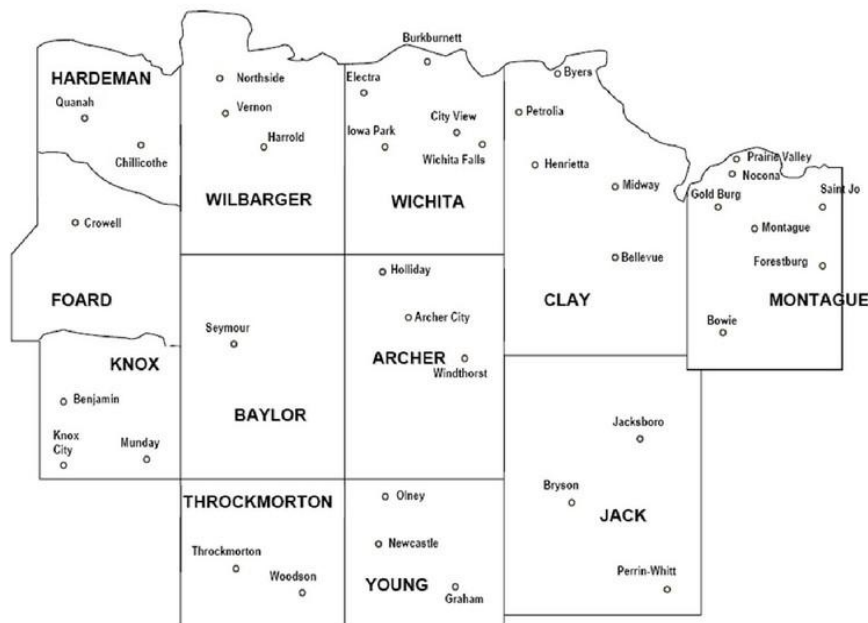 Burkburnett
HARDEMAN
Quanah
Chillicothe
Northside
Vernon
Harrold
WILBARGER
Electra
City View
Iowa Park
Wichita Falls
WICHITA
Byers
Petrolia
Henrietta
Midway
Bellevue
CLAY
Prairie Valley
Nocona
Gold Burg
Saint Jo
Montague
Forestburg
MONTAGUE
Bowie
Crowell
FOARD
KNOX
Benjamin
Knox
City
Munday
Seymour
BAYLOR
Holliday
Archer City
ARCHER
Windthorst
Jacksboro
Bryson
JACK
Perrin-Whitt
THROCKMORTON
Throckmorton
Woodson
Olney
Newcastle
YOUNG
Graham